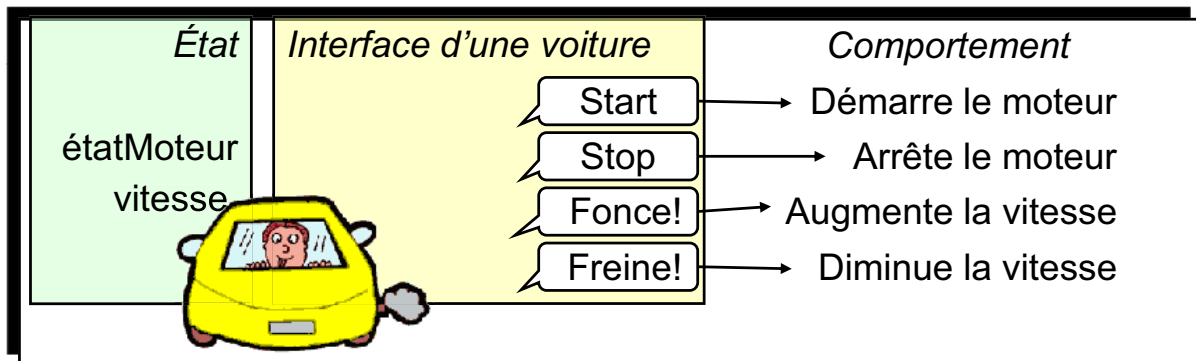 État
étatMoteur
vitesse
Interface d'une voiture
Start
Stop
Fonce!
Freine!
Comportement
Démarre le moteur
Arrête le moteur
Augmente la vitesse
Diminue la vitesse